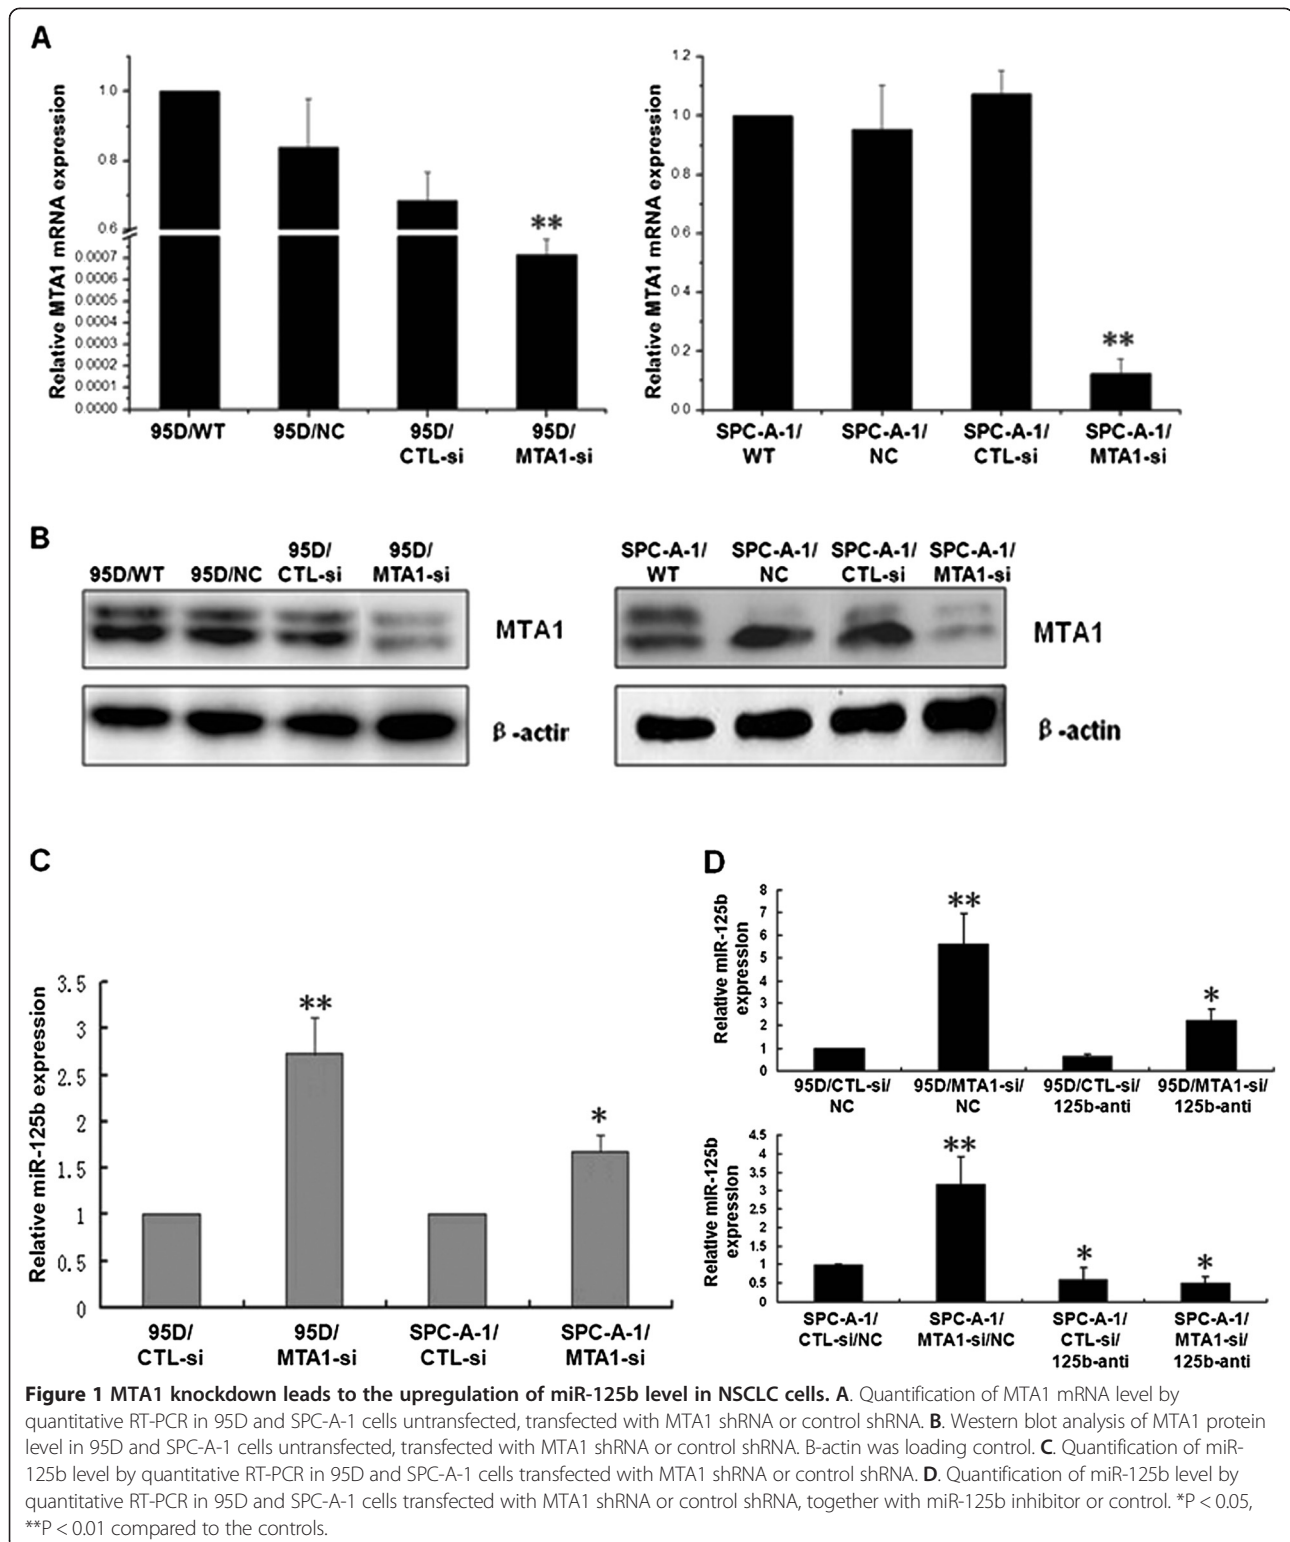 A
Relative MTA1 mRNA expression
1.0
0.8
0.6
0.0007
0.0006
0.0005
0.0004
0.0003
0.0002
0.0001
0.0000
**
95D/WT
95D/NC
95D/
CTL-si
95D/
MTA1-si
Relative MTA1 mRNA expression
1.2
1.0
0.8
0.6
0.4
0.2
0.0
**
SPC-A-1/
WT
SPC-A-1/
NC
SPC-A-1/
CTL-si
SPC-A-1/
MTA1-si
B
95D/WT
95D/NC
95D/
CTL-si
95D/
MTA1-si
MTA1
β-actin
SPC-A-1/
WT
SPC-A-1/
NC
SPC-A-1/
CTL-si
SPC-A-1/
MTA1-si
MTA1
β-actin
C
Relative miR-125b expression
3.5
3
2.5
2
1.5
1
0.5
0
**
*
95D/
CTL-si
95D/
MTA1-si
SPC-A-1/
CTL-si
SPC-A-1/
MTA1-si
D
Relative miR-125b
expression
8
7
6
5
4
3
2
1
0
**
*
95D/CTL-si/
NC
95D/MTA1-si/
NC
95D/CTL-si/
125b-anti
95D/MTA1-si/
125b-anti
Relative miR-125b
expression
4.5
4
3.5
3
2.5
2
1.5
1
0.5
0
**
*
*
SPC-A-1/
CTL-si/NC
SPC-A-1/
MTA1-si/NC
SPC-A-1/
CTL-si/
125b-anti
SPC-A-1/
MTA1-si/
125b-anti
Figure 1 MTA1 knockdown leads to the upregulation of miR-125b level in NSCLC cells. A. Quantification of MTA1 mRNA level by
quantitative RT-PCR in 95D and SPC-A-1 cells untransfected, transfected with MTA1 shRNA or control shRNA. B. Western blot analysis of MTA1 protein
level in 95D and SPC-A-1 cells untransfected, transfected with MTA1 shRNA or control shRNA. B-actin was loading control. C. Quantification of miR-
125b level by quantitative RT-PCR in 95D and SPC-A-1 cells transfected with MTA1 shRNA or control shRNA. D. Quantification of miR-125b level by
quantitative RT-PCR in 95D and SPC-A-1 cells transfected with MTA1 shRNA or control shRNA, together with miR-125b inhibitor or control. *P < 0.05,
**P < 0.01 compared to the controls.